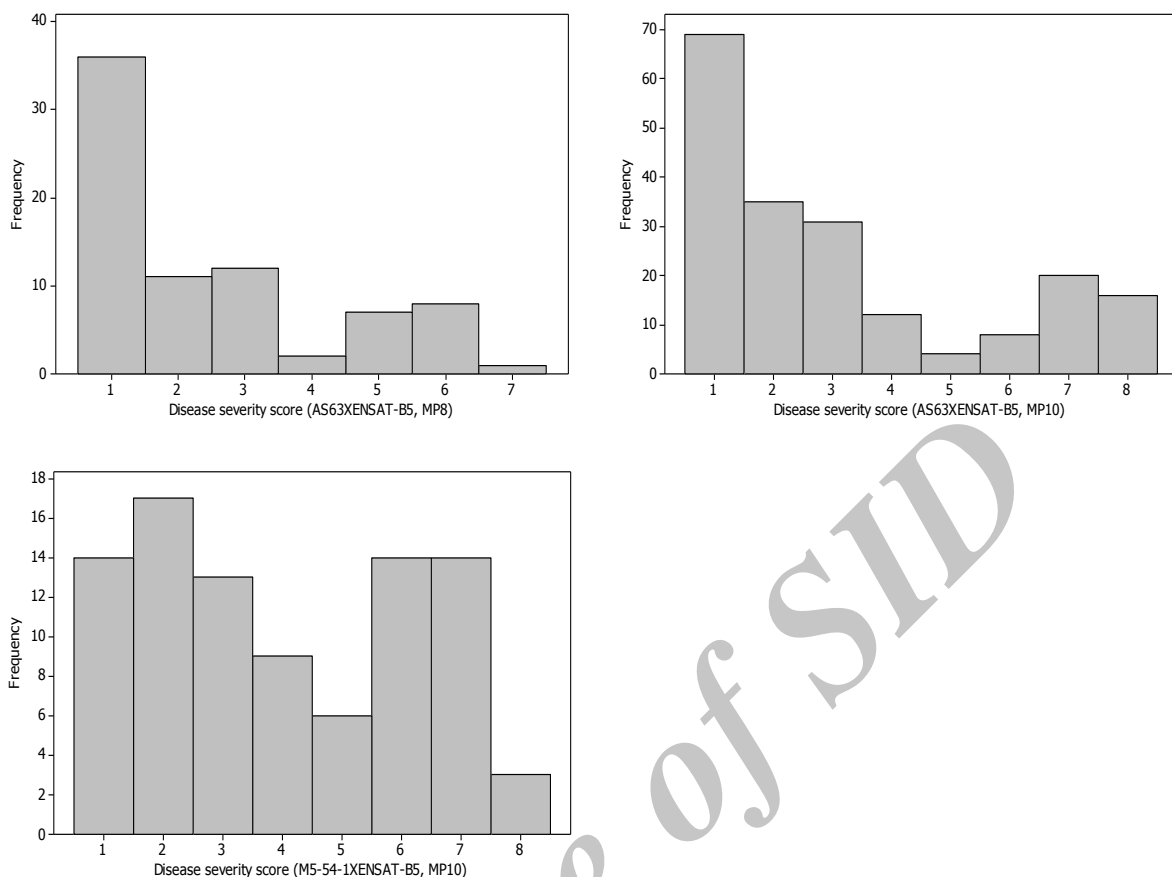 40
30
20
10
0
Frequency
1 2 3 4 5 6 7
Disease severity score (AS63XENSAT-B5, MP8)
70
60
50
40
30
20
10
0
Frequency
1 2 3 4 5 6 7 8
Disease severity score (AS63XENSAT-B5, MP10)
18
16
14
12
10
8
6
4
2
0
Frequency
1 2 3 4 5 6 7 8
Disease severity score (M5-54-1XENSAT-B5, MP10)
of SID